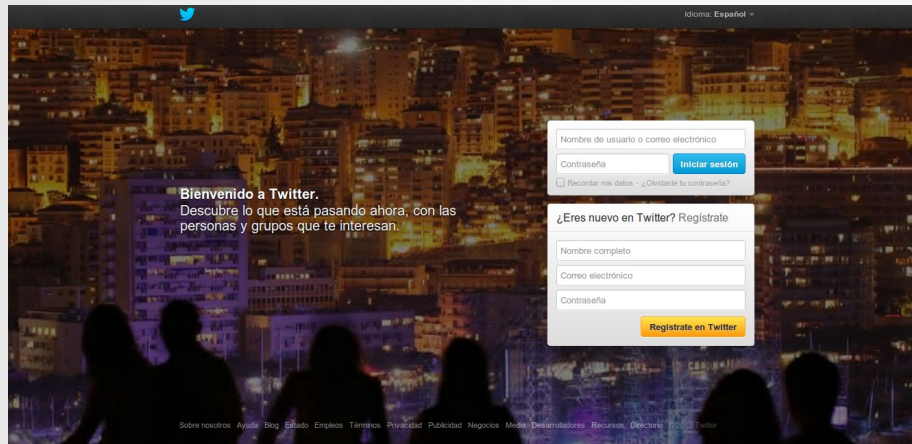 Idioma: Español
Nombre de usuario o correo electrónico
Contraseña
Iniciar sesión
Recordar mis datos · ¿Olvidaste tu contraseña?
Bienvenido a Twitter.
Descubre lo que está pasando ahora, con las
personas y grupos que te interesan.
¿Eres nuevo en Twitter? Regístrate
Nombre completo
Correo electrónico
Contraseña
Regístrate en Twitter
Sobre nosotros Ayuda Blog Estado Empleos Términos Privacidad Publicidad Negocios Media Desarrolladores Recursos Directorio Twitter